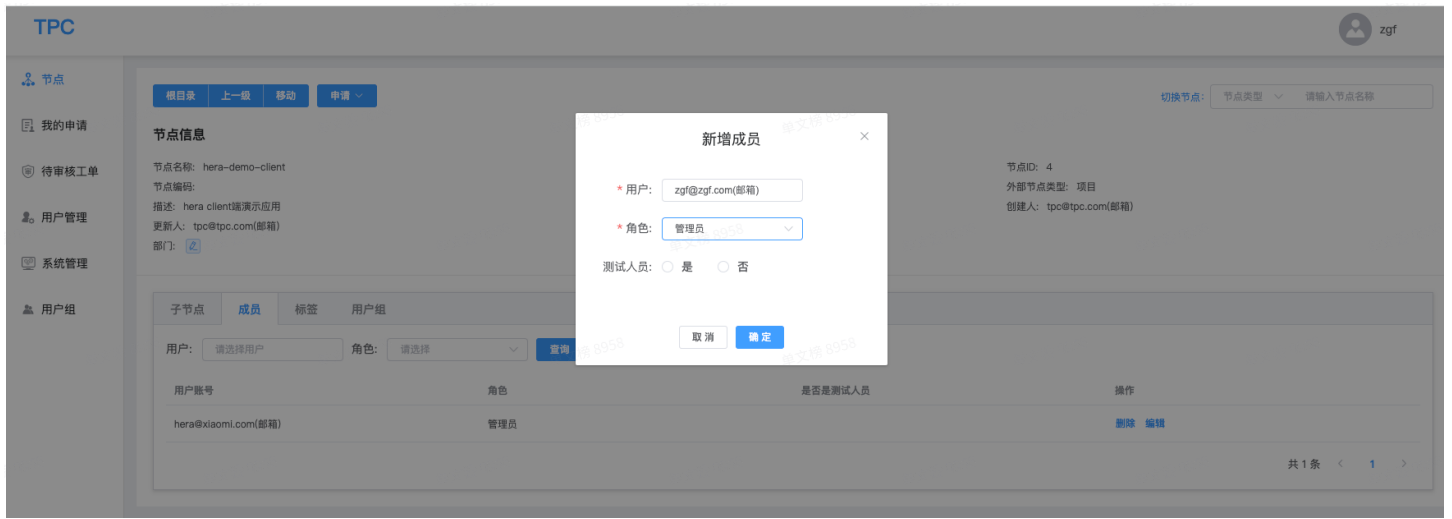 TPC
zgf
节点
我的申请
待审核工单
用户管理
系统管理
用户组
根目录 上一级 移动 申请
切换节点： 节点类型 请输入节点名称
节点信息
节点名称: hera-demo-client
节点ID: 4
节点编码:
外部节点类型: 项目
描述: hera client端演示应用
创建人: tpc@tpc.com(邮箱)
更新人: tpc@tpc.com(邮箱)
部门:
新增成员
* 用户: zgf@zgf.com(邮箱)
* 角色: 管理员
测试人员: 是 否
取消 确定
子节点 成员 标签 用户组
用户: 请选择用户 角色: 请选择 查询
用户账号 角色 是否是测试人员 操作
hera@xiaomi.com(邮箱) 管理员 删除 编辑
共 1 条 < 1 >